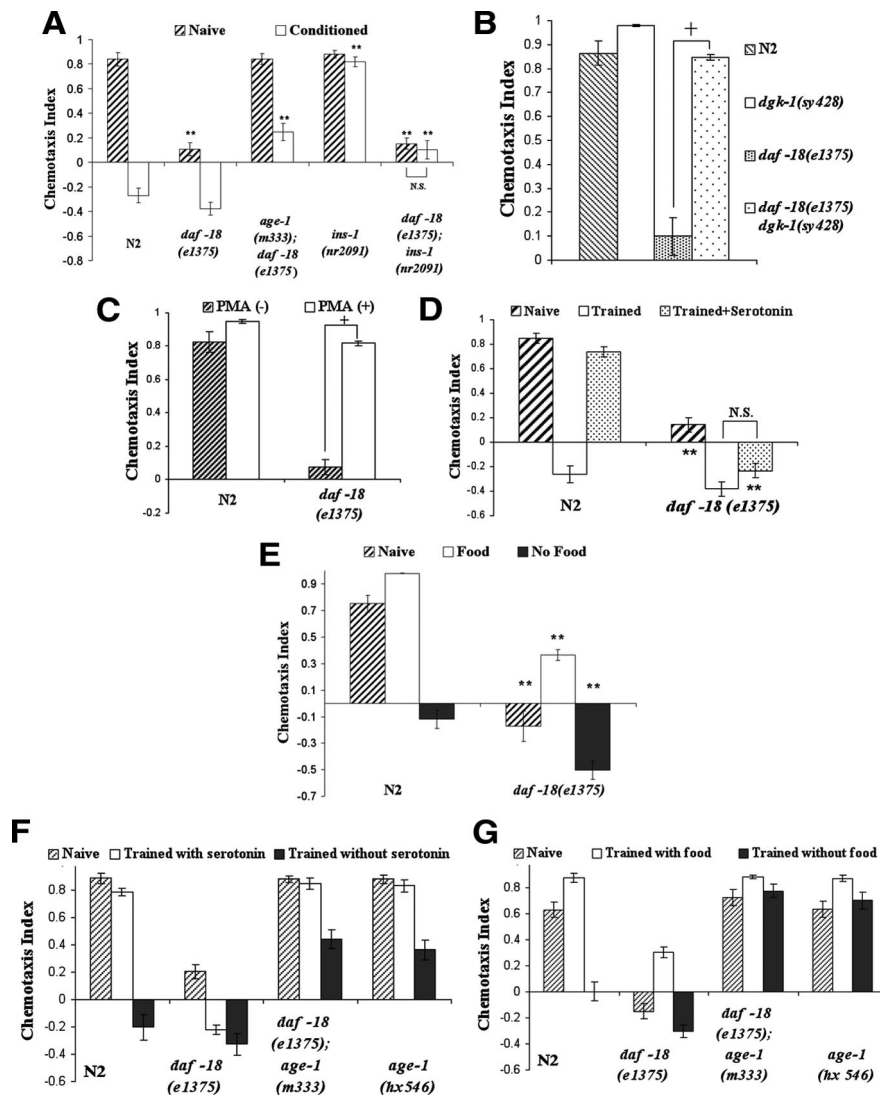 A
Naive
Conditioned
Chemotaxis Index
1
0.8
0.6
0.4
0.2
0
-0.2
-0.4
-0.6
-0.8
**
**
**
**
**
N.S.
N2
daf -18
(e1375)
age-1
(m333);
daf -18
(e1375)
ins-1
(nr2091)
daf -18
(e1375);
ins-1
(nr2091)
B
Chemotaxis Index
1
0.9
0.8
0.7
0.6
0.5
0.4
0.3
0.2
0.1
0.1
+
N2
dgk-1(sy428)
daf -18(e1375)
daf -18(e1375)
dgk-1(sy428)
C
PMA (-)
PMA (+)
Chemotaxis Index
1
0.8
0.6
0.4
0.2
0
-0.2
+
N2
daf -18
(e1375)
D
Naive
Trained
Trained+Serotonin
Chemotaxis Index
1
0.8
0.6
0.4
0.2
0
-0.2
-0.4
-0.6
N.S.
**
**
N2
daf -18 (e1375)
E
Naive
Food
No Food
Chemotaxis Index
0.9
0.7
0.5
0.3
0.1
-0.1
-0.3
-0.5
-0.7
**
**
**
N2
daf -18(e1375)
F
Naive
Trained with serotonin
Trained without serotonin
Chemotaxis Index
0.8
0.6
0.4
0.2
0
-0.2
-0.4
-0.6
N2
daf -18
(e1375)
daf -18
(e1375);
age-1
(m333)
age-1
(hx546)
G
Naive
Trained with food
Trained without food
Chemotaxis Index
0.8
0.6
0.4
0.2
0
-0.2
-0.4
-0.6
N2
daf -18
(e1375)
daf -18
(e1375);
age-1
(m333)
age-1
(hx 546)